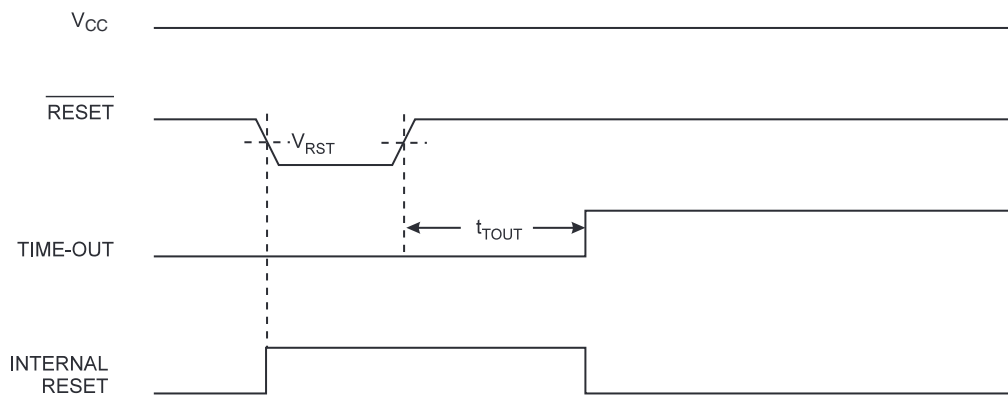 VCC
RESET
VRST
tTOUT
TIME-OUT
INTERNAL
RESET